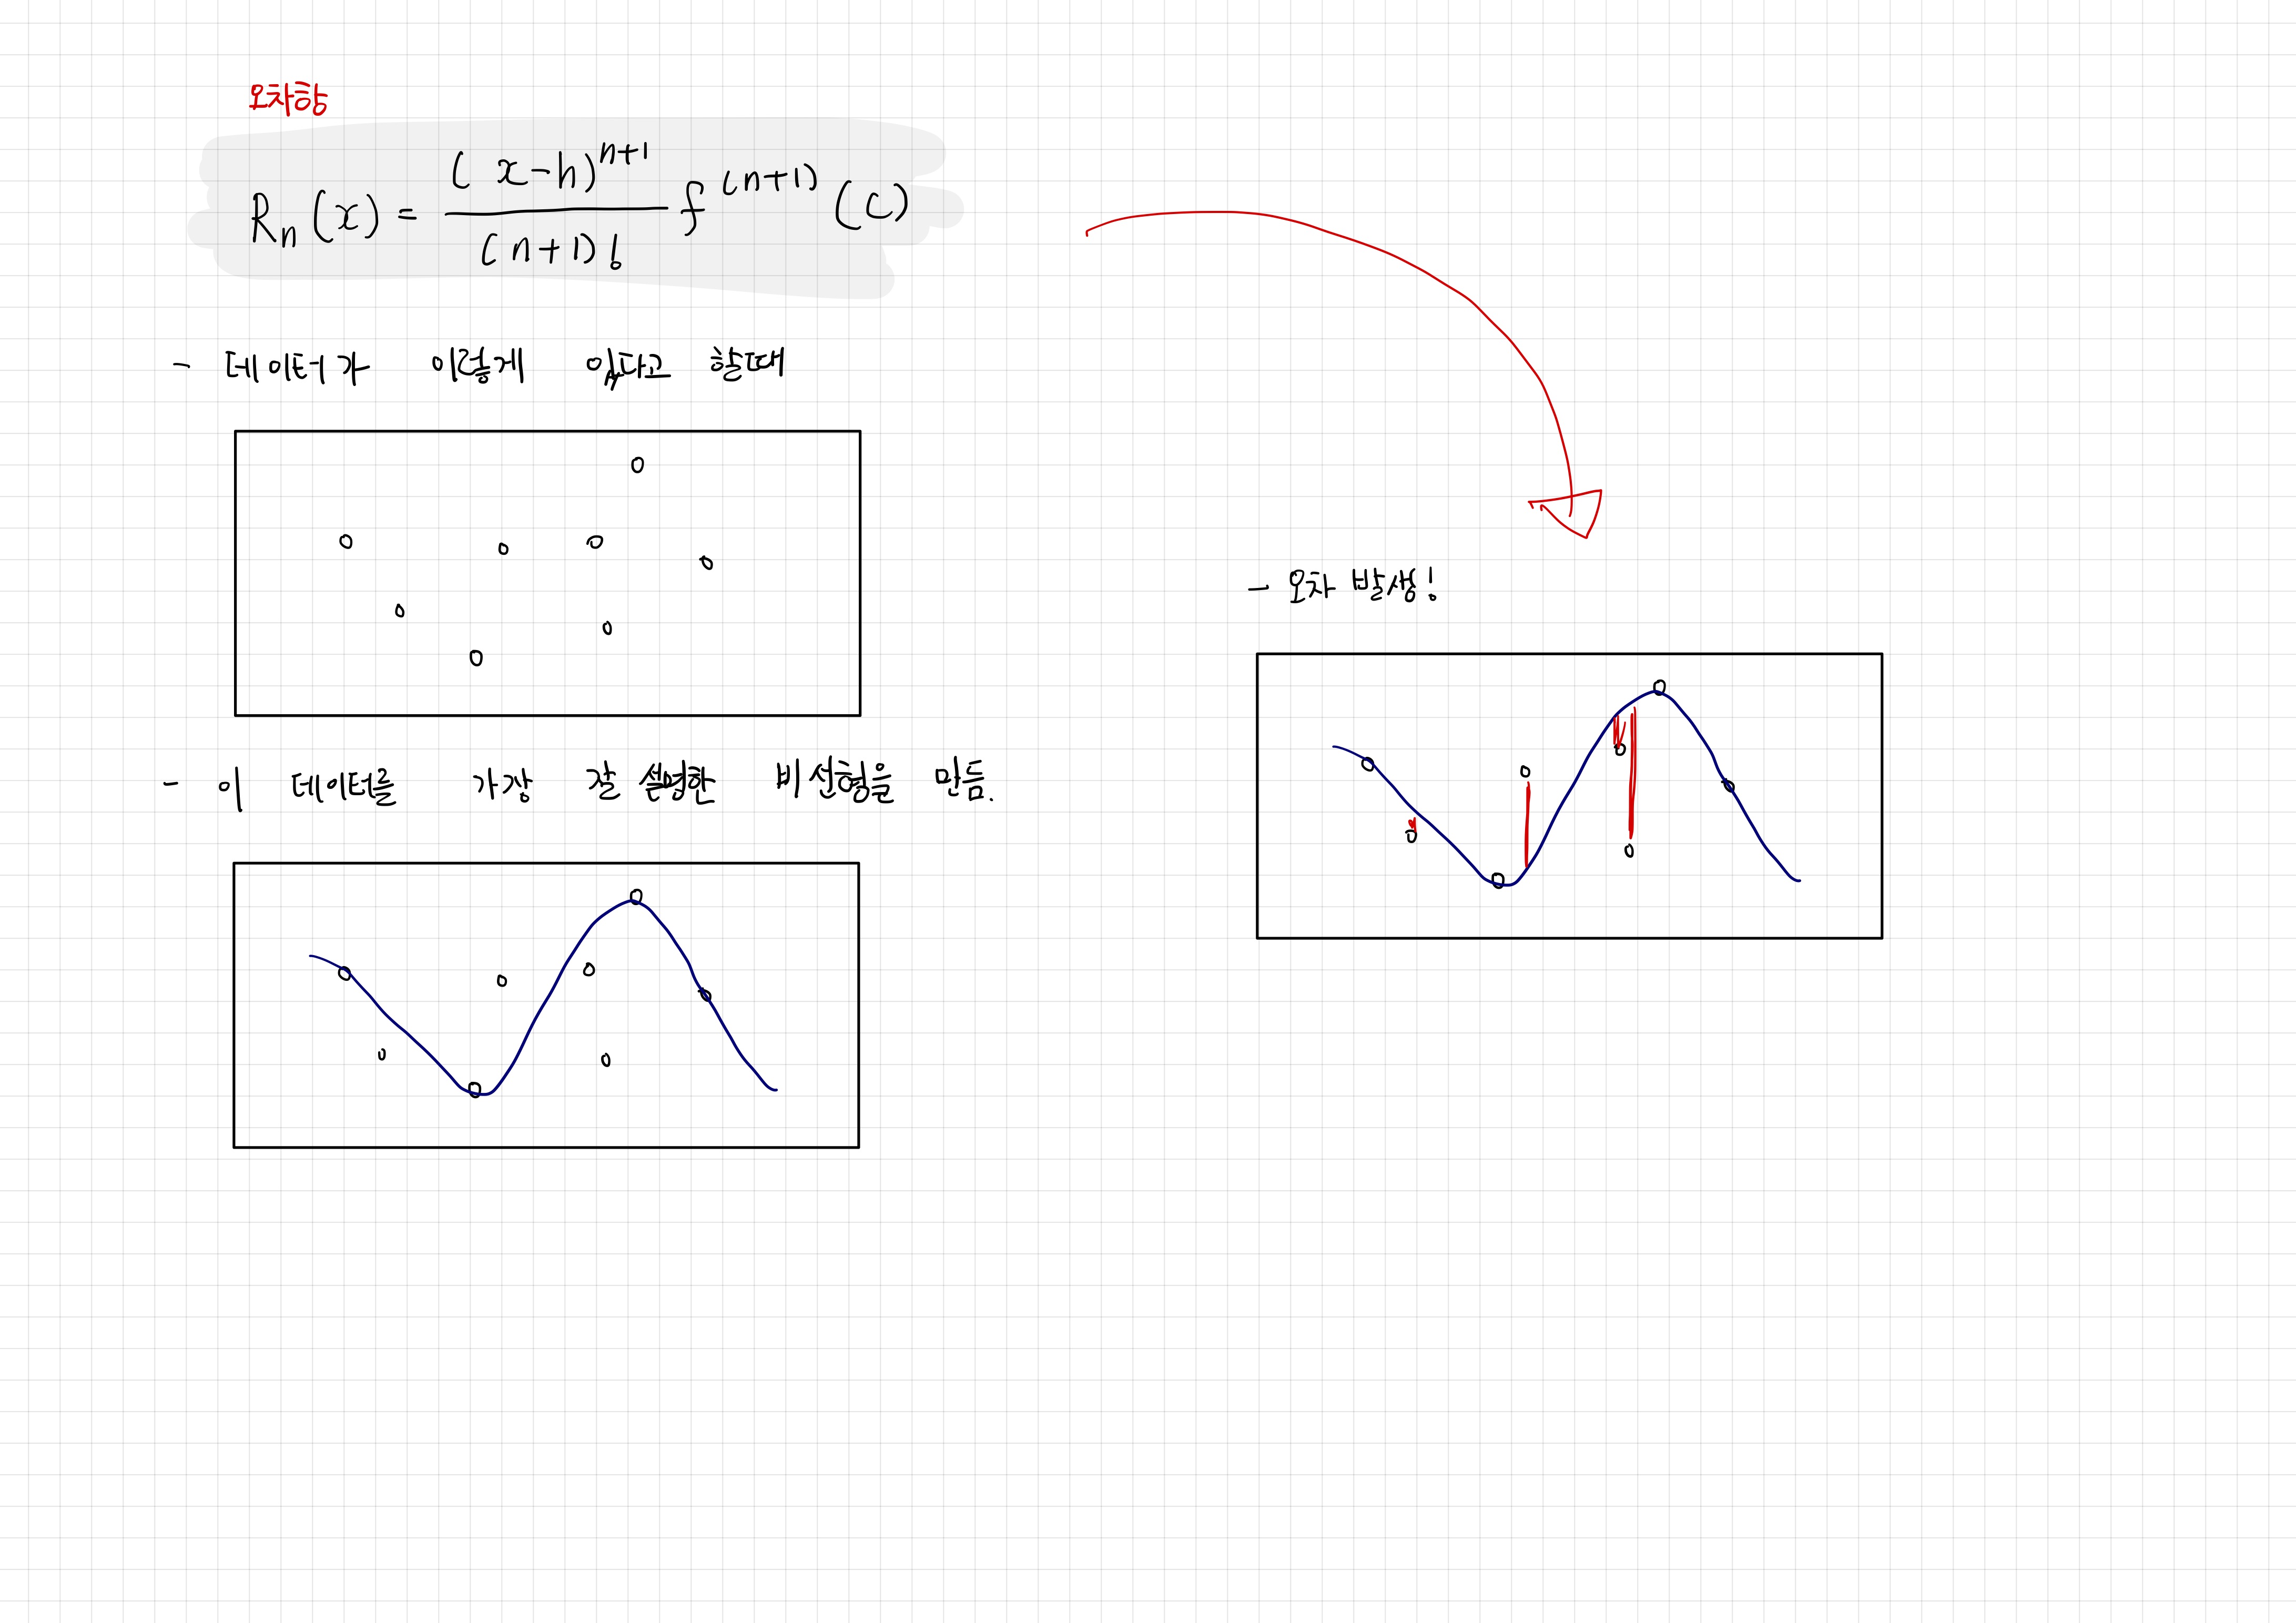 오차항
Rₙ(x) = (x-h)ⁿ⁺¹ / (n+1)! f⁽ⁿ⁺¹⁾(c)
- 데이터가 이렇게 있다고 할때
- 이 데이터를 가장 잘 설명한 비선형을 만듬.
- 오차 발생!